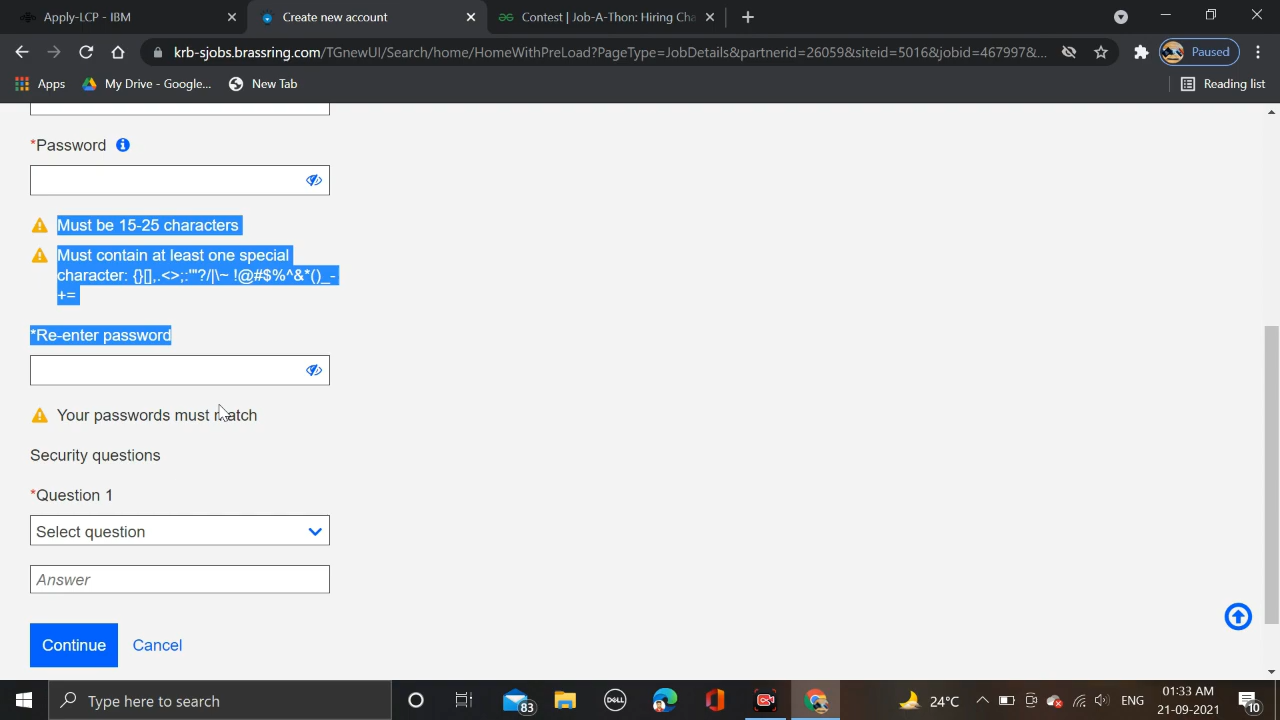 Apply-LCP - IBM
Create new account
Contest | Job-A-Thon: Hiring Cha
krb-sjobs.brassring.com/TGnewUI/Search/home/HomeWithPreLoad?PageType=JobDetails&partnerid=26059&siteid=5016&jobid=467997&...
Paused
Apps
My Drive - Google...
New Tab
Reading list
*Password
Must be 15-25 characters
Must contain at least one special
character: {}[],.<>;:'"?/|\~ !@#$%^&*()_-
+=
*Re-enter password
Your passwords must match
Security questions
*Question 1
Select question
Answer
Continue
Cancel
Type here to search
83
DELL
24°C
ENG
01:33 AM
21-09-2021
10